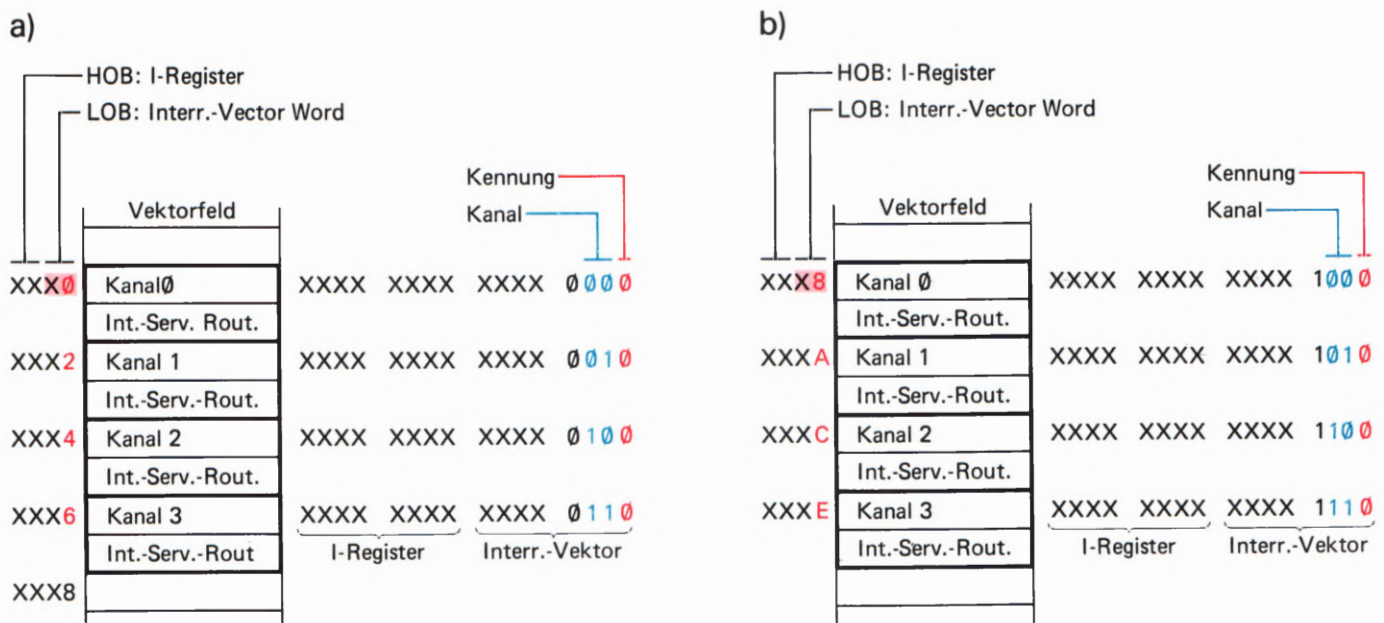 a)
HOB: I-Register
LOB: Interr.-Vector Word
Kennung
Kanal
Vektorfeld
XXXØ KanalØ XXXX XXXX XXXX ØØØØ
Int.-Serv. Rout.
XXX2 Kanal 1 XXXX XXXX XXXX ØØ1Ø
Int.-Serv.-Rout.
XXX4 Kanal 2 XXXX XXXX XXXX Ø1ØØ
Int.-Serv.-Rout.
XXX6 Kanal 3 XXXX XXXX XXXX Ø11Ø
Int.-Serv.-Rout I-Register Interr.-Vektor
XXX8
b)
HOB: I-Register
LOB: Interr.-Vector Word
Kennung
Kanal
Vektorfeld
XXX8 Kanal Ø XXXX XXXX XXXX 1ØØØ
Int.-Serv.-Rout.
XXXA Kanal 1 XXXX XXXX XXXX 1Ø1Ø
Int.-Serv.-Rout.
XXXC Kanal 2 XXXX XXXX XXXX 11ØØ
Int.-Serv.-Rout.
XXXE Kanal 3 XXXX XXXX XXXX 111Ø
Int.-Serv.-Rout. I-Register Interr.-Vektor